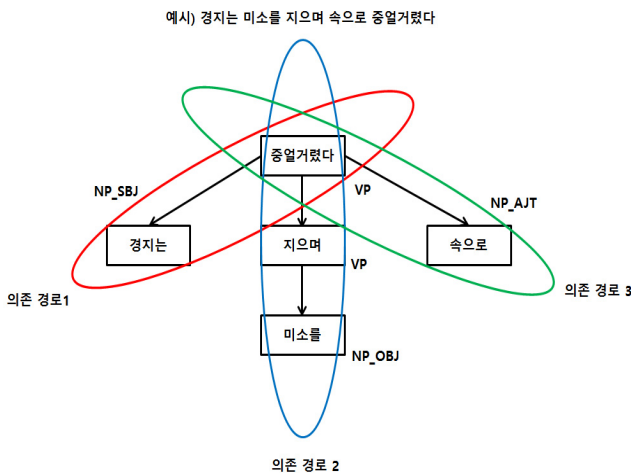 예시) 경지는 미소를 지으며 속으로 중얼거렸다
중얼거렸다
NP_SBJ
VP
NP_AJT
경지는
지으며
속으로
VP
의존 경로1
의존 경로 3
미소를
NP_OBJ
의존 경로 2